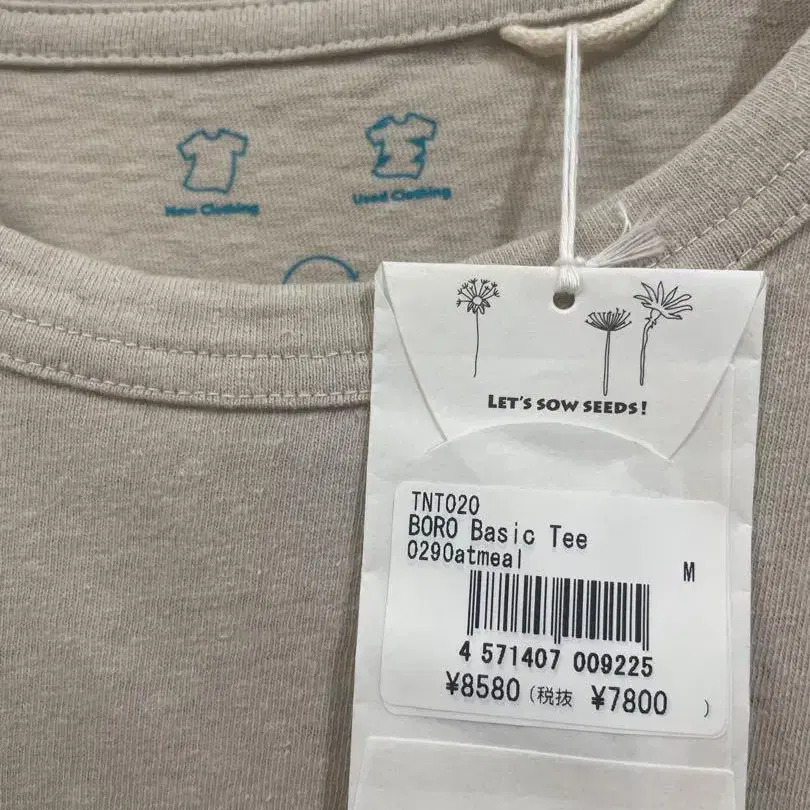 New Clothing
Used Clothing
LET'S SOW SEEDS!
TNT020
BORO Basic Tee
029Oatmeal
M
4 571407 009225
¥8580 (税抜 ¥7800 )